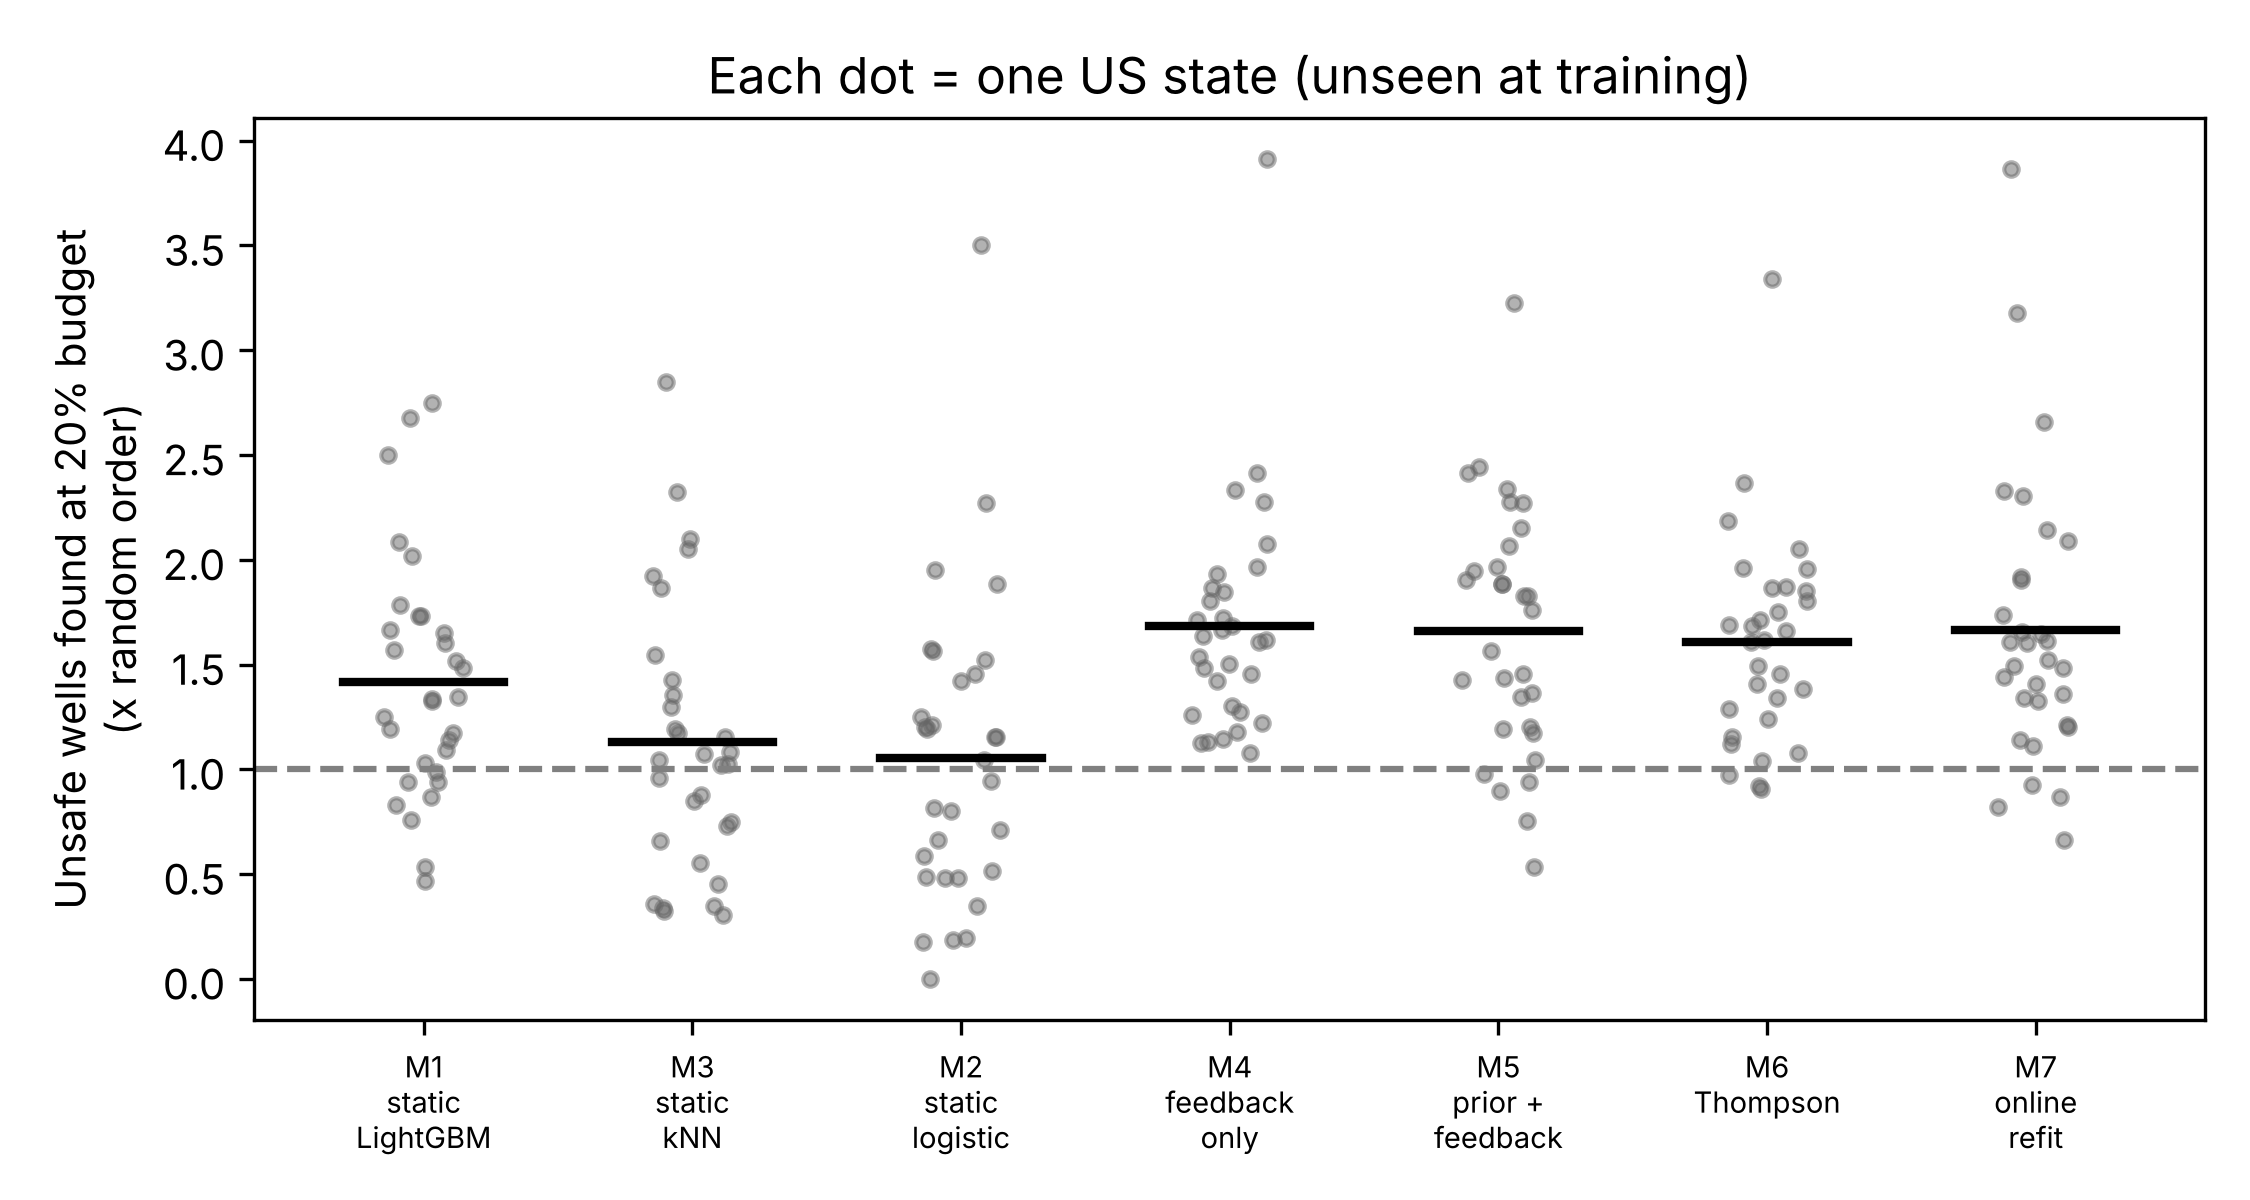 Each dot = one US state (unseen at training)
Unsafe wells found at 20% budget
(x random order)
4.0
3.5
3.0
2.5
2.0
1.5
1.0
0.5
0.0
M1
static
LightGBM
M3
static
kNN
M2
static
logistic
M4
feedback
only
M5
prior +
feedback
M6
Thompson
M7
online
refit